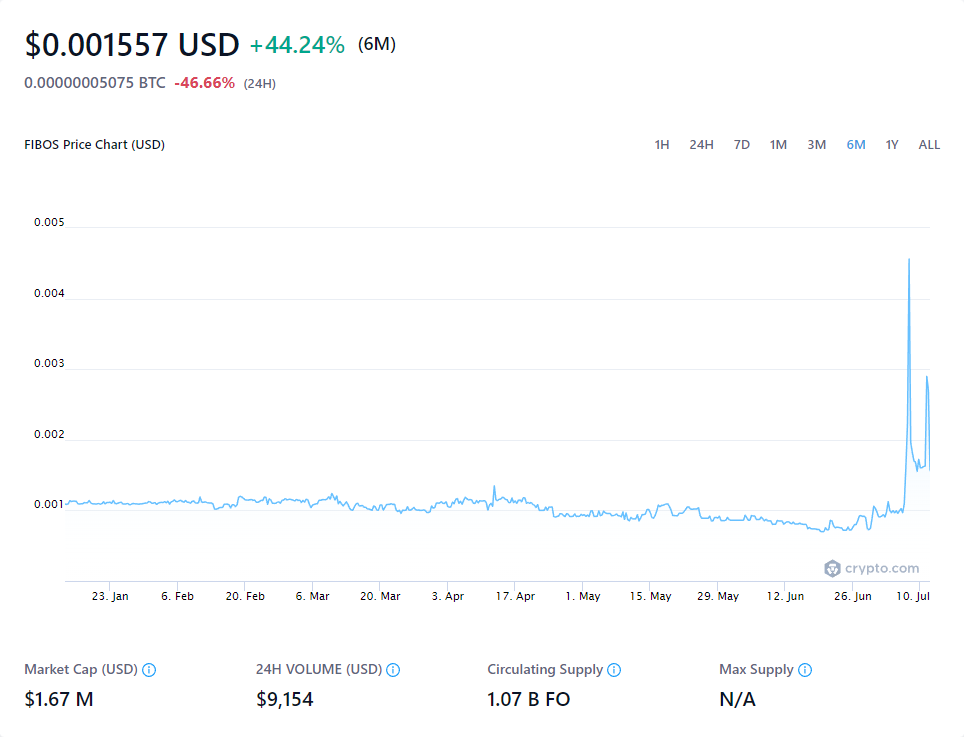 $0.001557 USD +44.24% (6M)
0.00000005075 BTC -46.66% (24H)
FIBOS Price Chart (USD)
1H 24H 7D 1M 3M 6M 1Y ALL
0.005
0.004
0.003
0.002
0.001
crypto.com
23. Jan 6. Feb 20. Feb 6. Mar 20. Mar 3. Apr 17. Apr 1. May 15. May 29. May 12. Jun 26. Jun 10. Jul
Market Cap (USD) 24H VOLUME (USD) Circulating Supply Max Supply
$1.67 M $9,154 1.07 B FO N/A